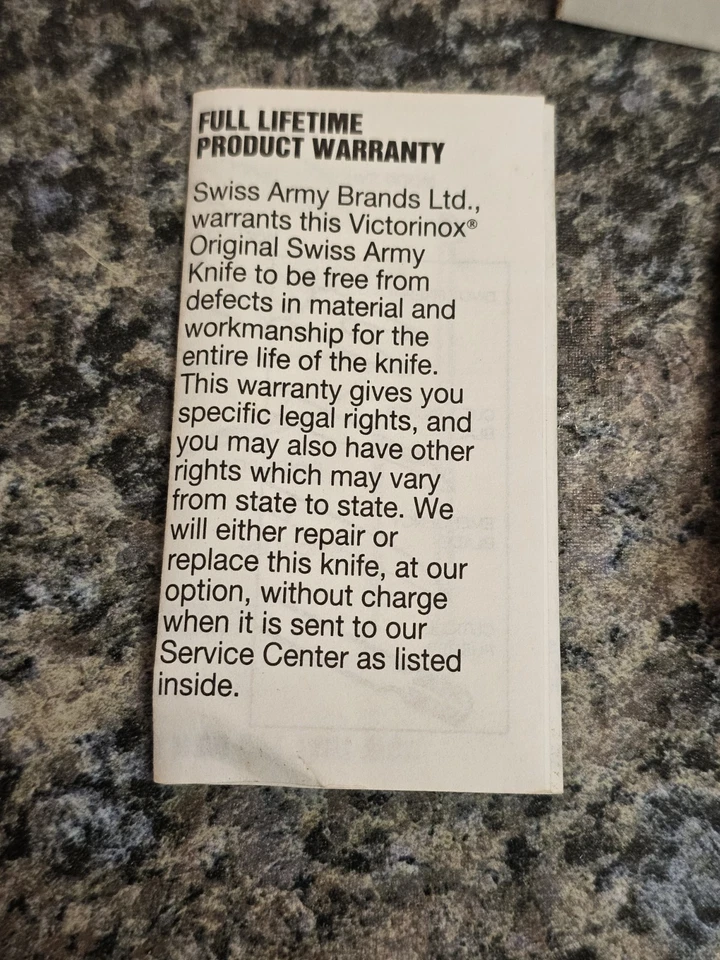 FULL LIFETIME
PRODUCT WARRANTY
Swiss Army Brands Ltd.,
warrants this Victorinox®
Original Swiss Army
Knife to be free from
defects in material and
workmanship for the
entire life of the knife.
This warranty gives you
specific legal rights, and
you may also have other
rights which may vary
from state to state. We
will either repair or
replace this knife, at our
option, without charge
when it is sent to our
Service Center as listed
inside.